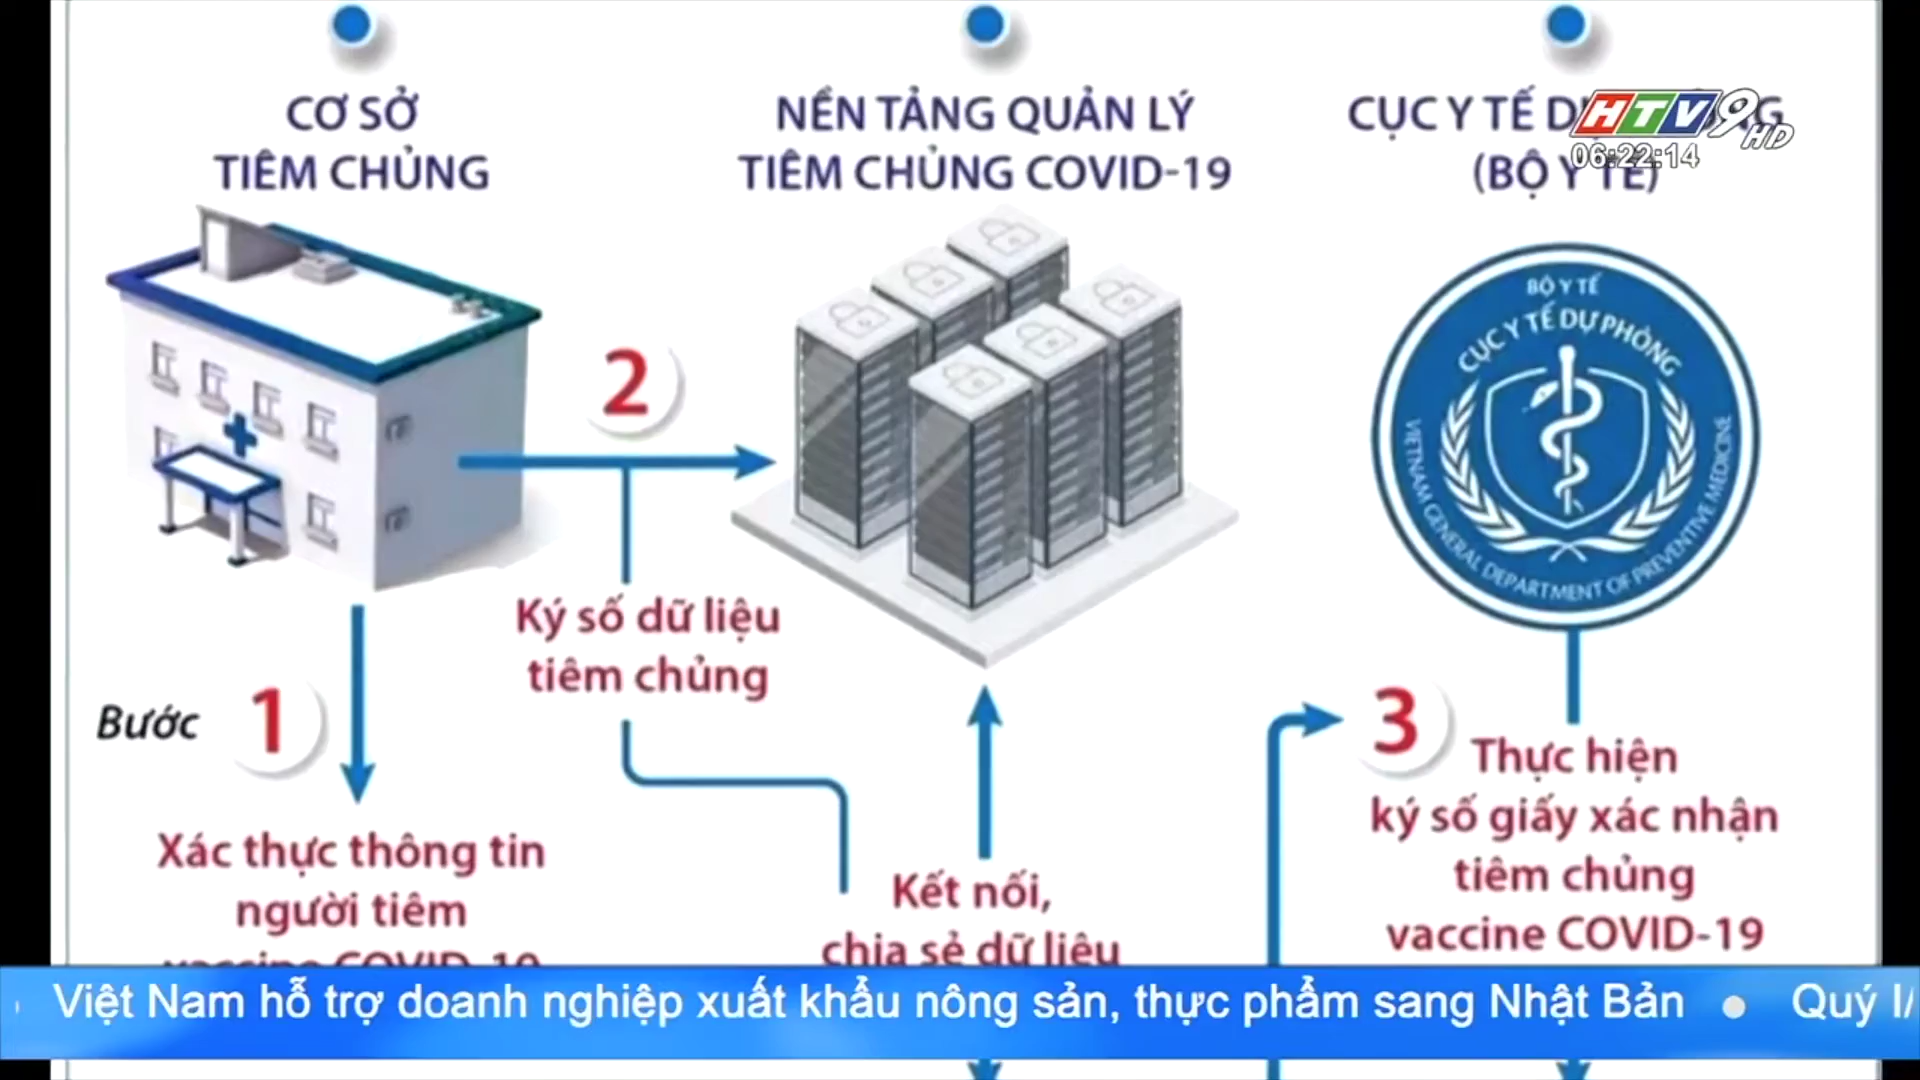 CƠ SỞ
TIÊM CHỦNG
NỀN TẢNG QUẢN LÝ
TIÊM CHỦNG COVID-19
CỤC Y TẾ
(BỘ Y TẾ)
HTV9
HD
06:22:14
BỘ Y TẾ
CỤC Y TẾ DỰ PHÒNG
VIETNAM GENERAL DEPARTMENT OF PREVENTIVE MEDICINE
2
Ký số dữ liệu
tiêm chủng
Bước 1
Xác thực thông tin
người tiêm
vaccine COVID-19
Kết nối,
chia sẻ dữ liệu
3
Thực hiện
ký số giấy xác nhận
tiêm chủng
vaccine COVID-19
Việt Nam hỗ trợ doanh nghiệp xuất khẩu nông sản, thực phẩm sang Nhật Bản • Quý I/